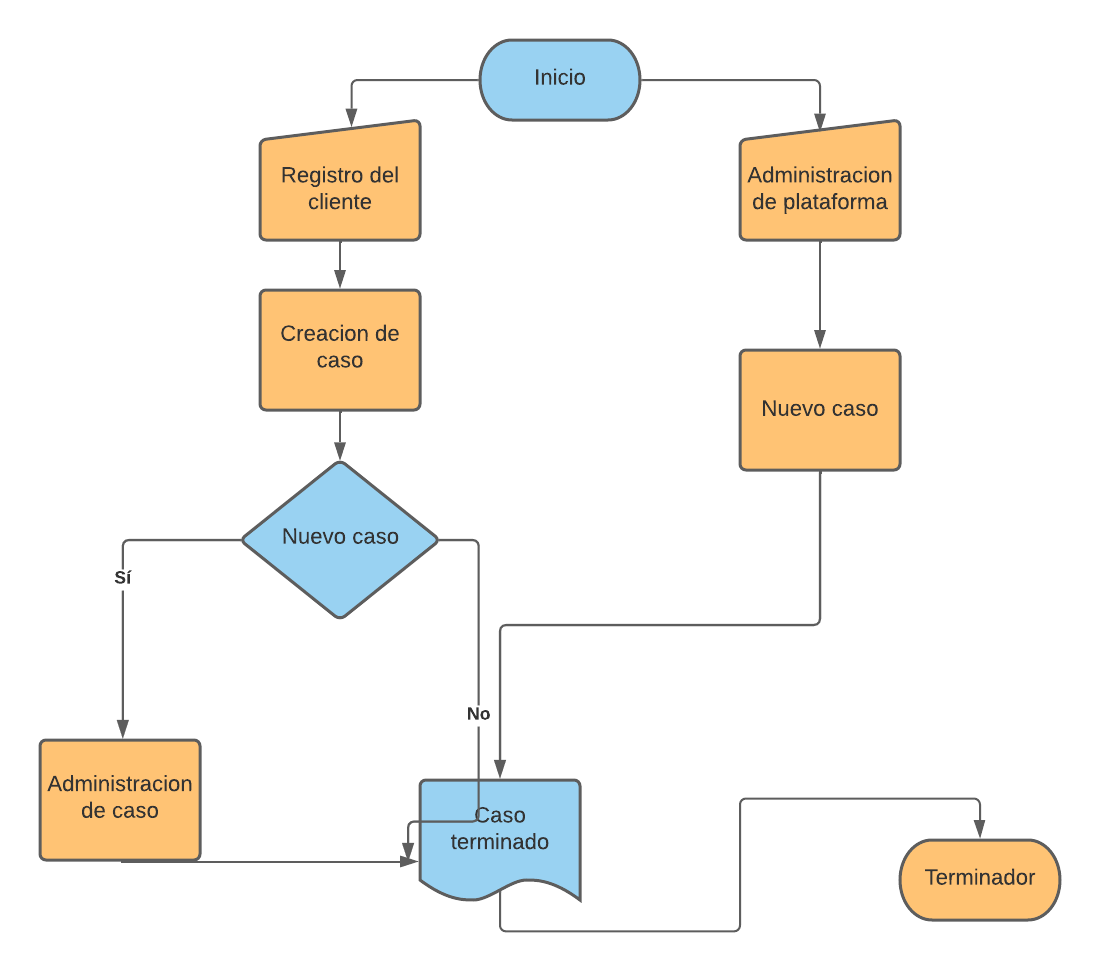 Inicio
Registro del
cliente
Administracion
de plataforma
Creacion de
caso
Nuevo caso
Nuevo caso
Sí
No
Administracion
de caso
Caso
terminado
Terminador